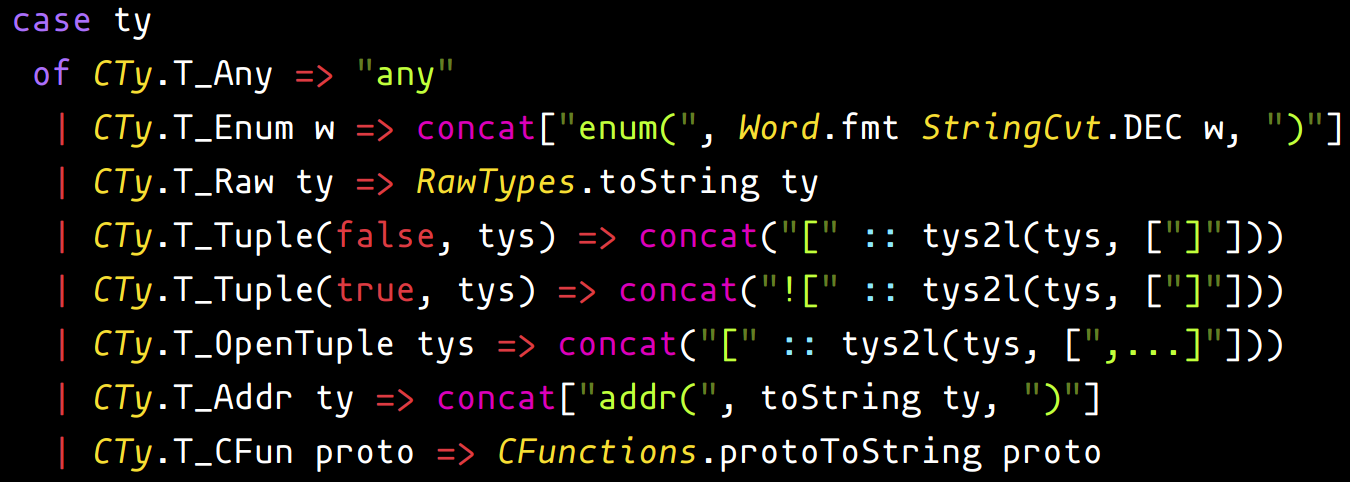 case ty
 of CTy.T_Any => "any"
  | CTy.T_Enum w => concat["enum(", Word.fmt StringCvt.DEC w, ")"]
  | CTy.T_Raw ty => RawTypes.toString ty
  | CTy.T_Tuple(false, tys) => concat("[" :: tys2l(tys, ["]"]))
  | CTy.T_Tuple(true, tys) => concat("![" :: tys2l(tys, ["]"]))
  | CTy.T_OpenTuple tys => concat("[" :: tys2l(tys, [",...]"]))
  | CTy.T_Addr ty => concat["addr(", toString ty, ")"]
  | CTy.T_CFun proto => CFunctions.protoToString proto